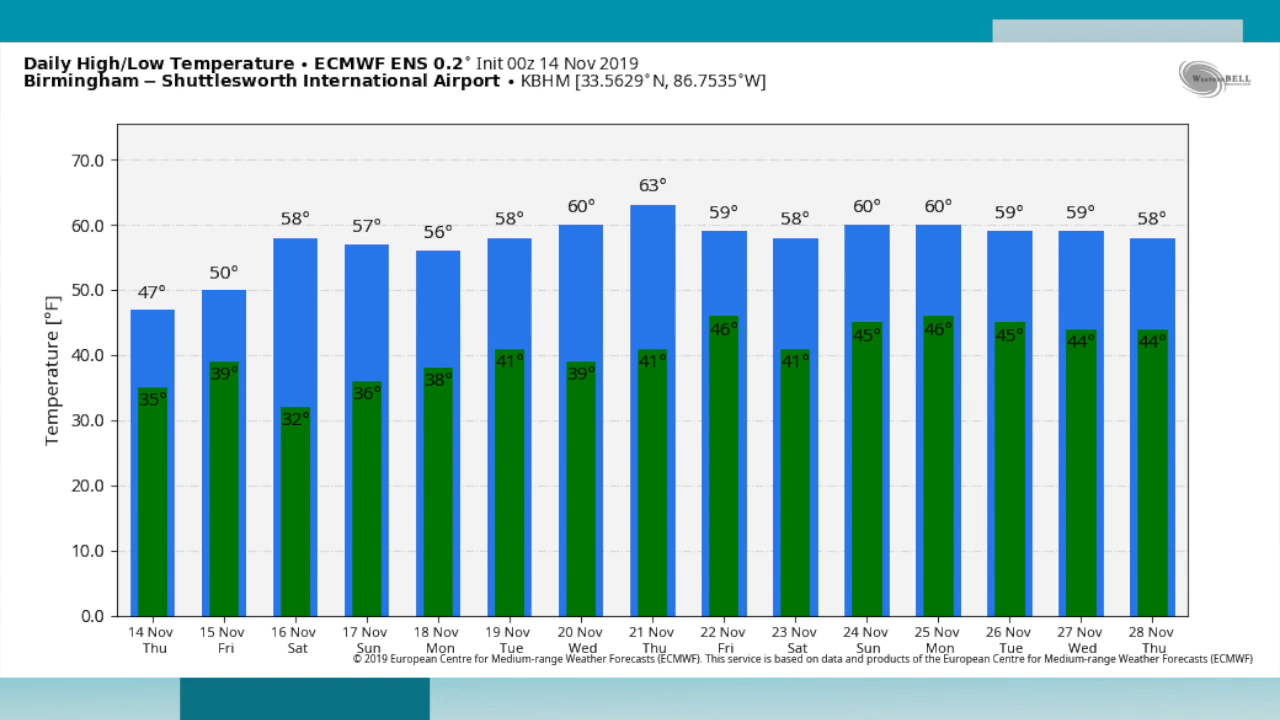 Daily High/Low Temperature • ECMWF ENS 0.2° Init 00z 14 Nov 2019
Birmingham – Shuttlesworth International Airport • KBHM [33.5629°N, 86.7535°W]
WeatherBELL
70.0
60.0
50.0
40.0
30.0
20.0
10.0
0.0
Temperature [°F]
47° 50° 58° 57° 56° 58° 60° 63° 59° 58° 60° 60° 59° 59° 58°
35° 39° 32° 36° 38° 41° 39° 41° 46° 41° 45° 46° 45° 44° 44°
14 Nov 15 Nov 16 Nov 17 Nov 18 Nov 19 Nov 20 Nov 21 Nov 22 Nov 23 Nov 24 Nov 25 Nov 26 Nov 27 Nov 28 Nov
Thu Fri Sat Sun Mon Tue Wed Thu Fri Sat Sun Mon Tue Wed Thu
© 2019 European Centre for Medium-range Weather Forecasts (ECMWF). This service is based on data and products of the European Centre for Medium-range Weather Forecasts (ECMWF)